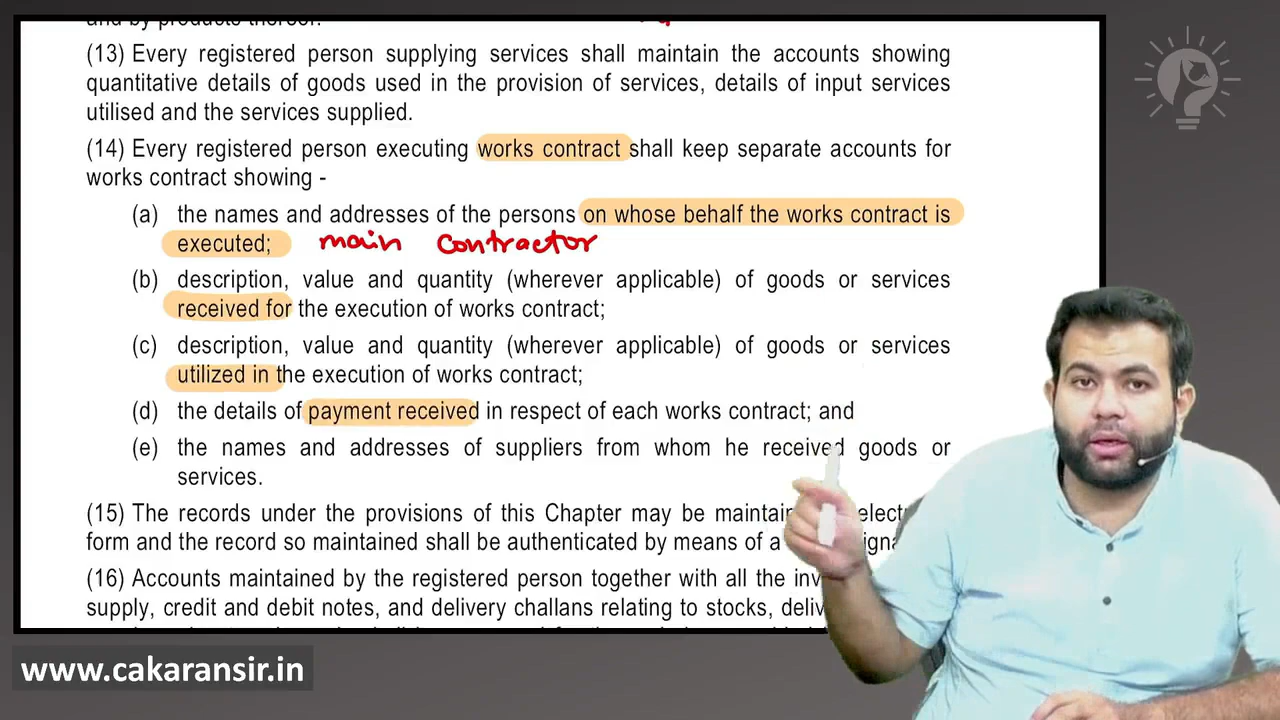 and by products thereof.
(13) Every registered person supplying services shall maintain the accounts showing
quantitative details of goods used in the provision of services, details of input services
utilised and the services supplied.
(14) Every registered person executing works contract shall keep separate accounts for
works contract showing -
(a) the names and addresses of the persons on whose behalf the works contract is
executed; main contractor
(b) description, value and quantity (wherever applicable) of goods or services
received for the execution of works contract;
(c) description, value and quantity (wherever applicable) of goods or services
utilized in the execution of works contract;
(d) the details of payment received in respect of each works contract; and
(e) the names and addresses of suppliers from whom he received goods or
services.
(15) The records under the provisions of this Chapter may be
form and the record so maintained shall be authenticated by means of a
(16) Accounts maintained by the registered person together with all the
supply, credit and debit notes, and delivery challans relating to stocks,
www.cakaransir.in